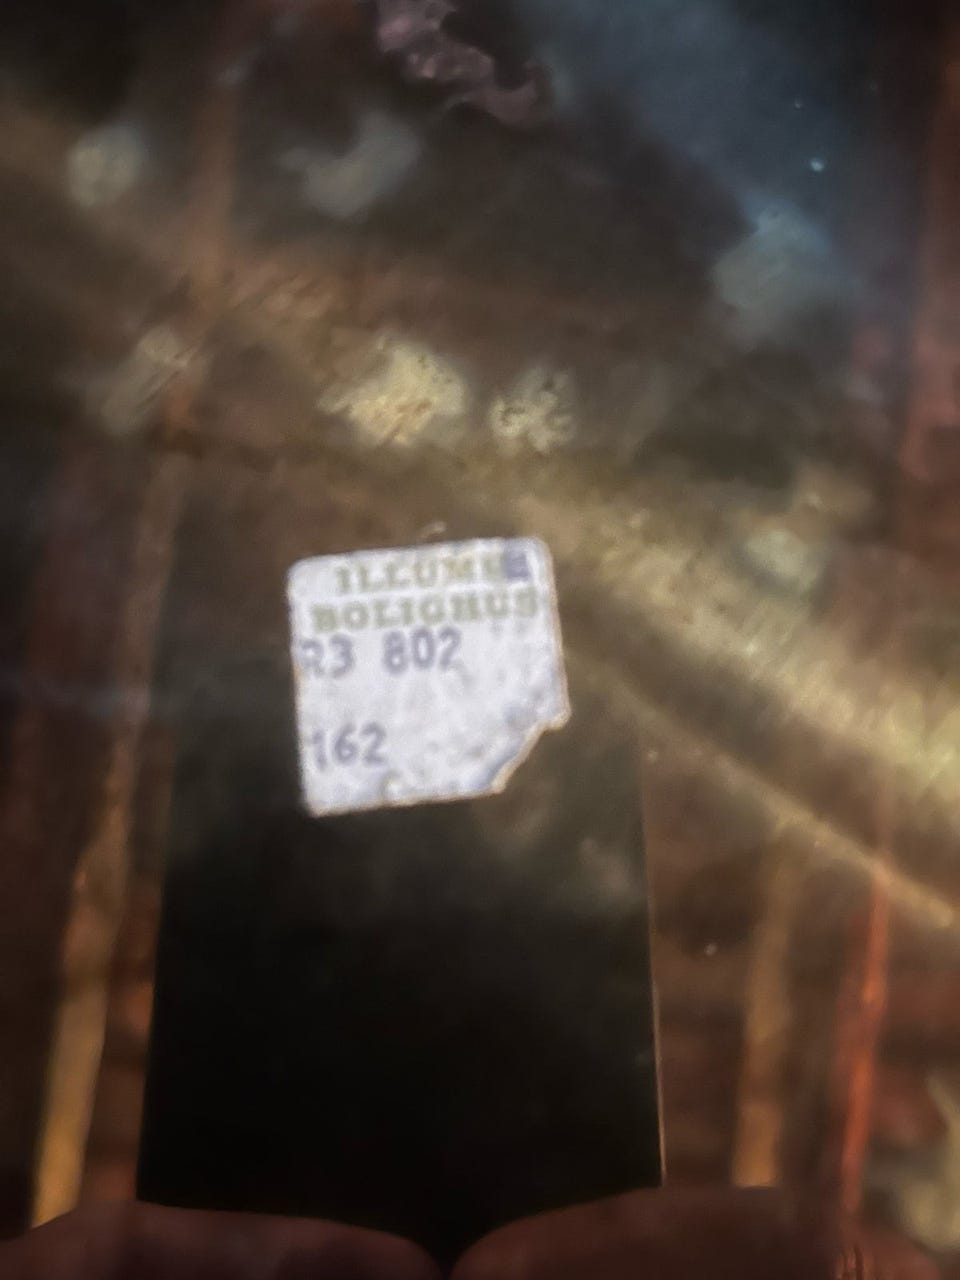 ILLUMS
BOLIGHUS
R3 802
162